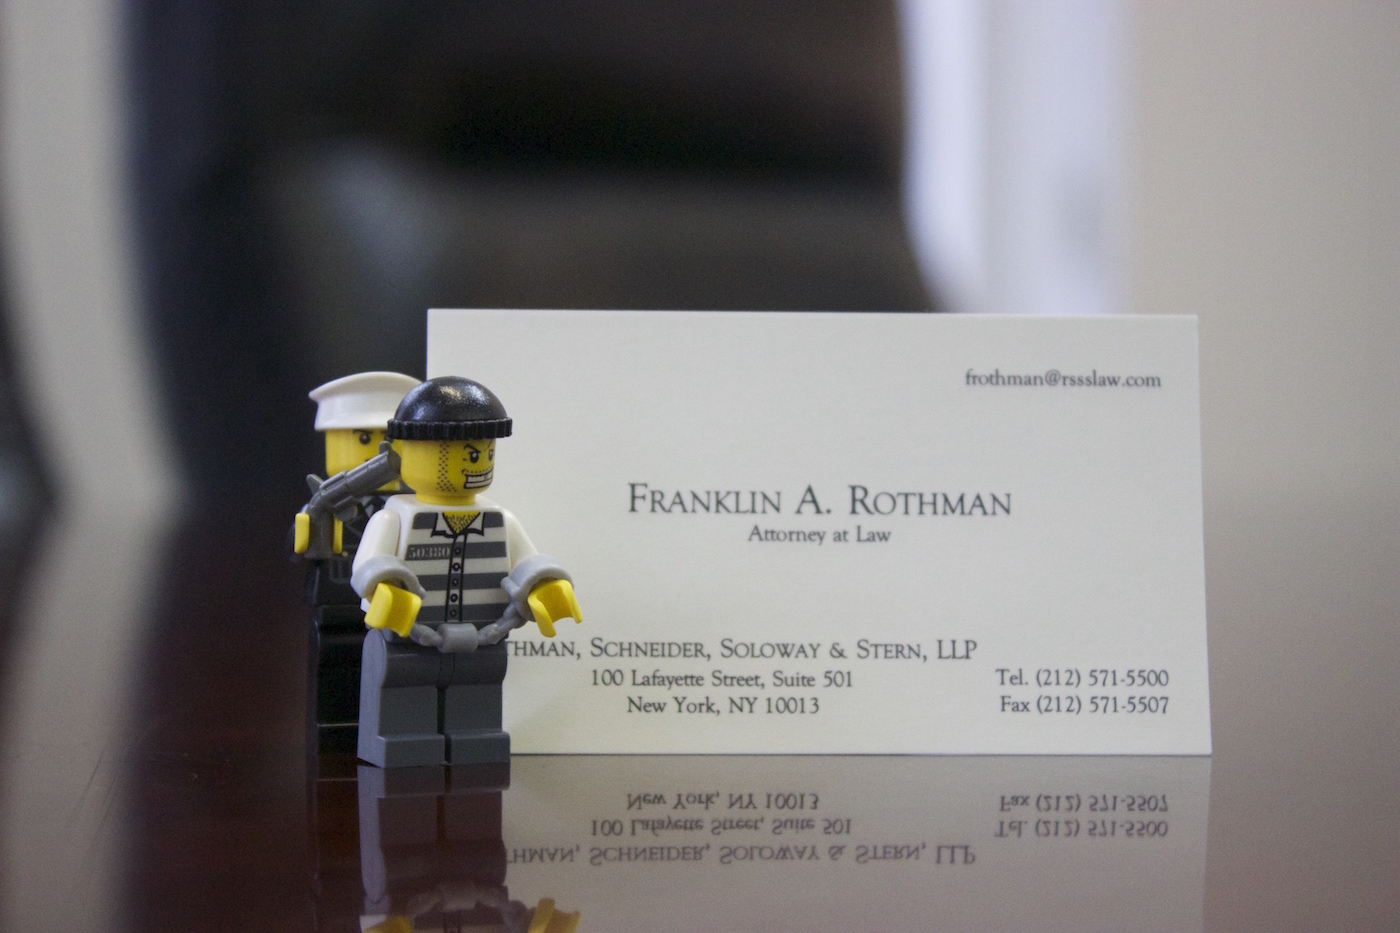 frothman@rssslaw.com
FRANKLIN A. ROTHMAN
Attorney at Law
THMAN, SCHNEIDER, SOLOWAY & STERN, LLP
100 Lafayette Street, Suite 501
New York, NY 10013
Tel. (212) 571-5500
Fax (212) 571-5507
50380